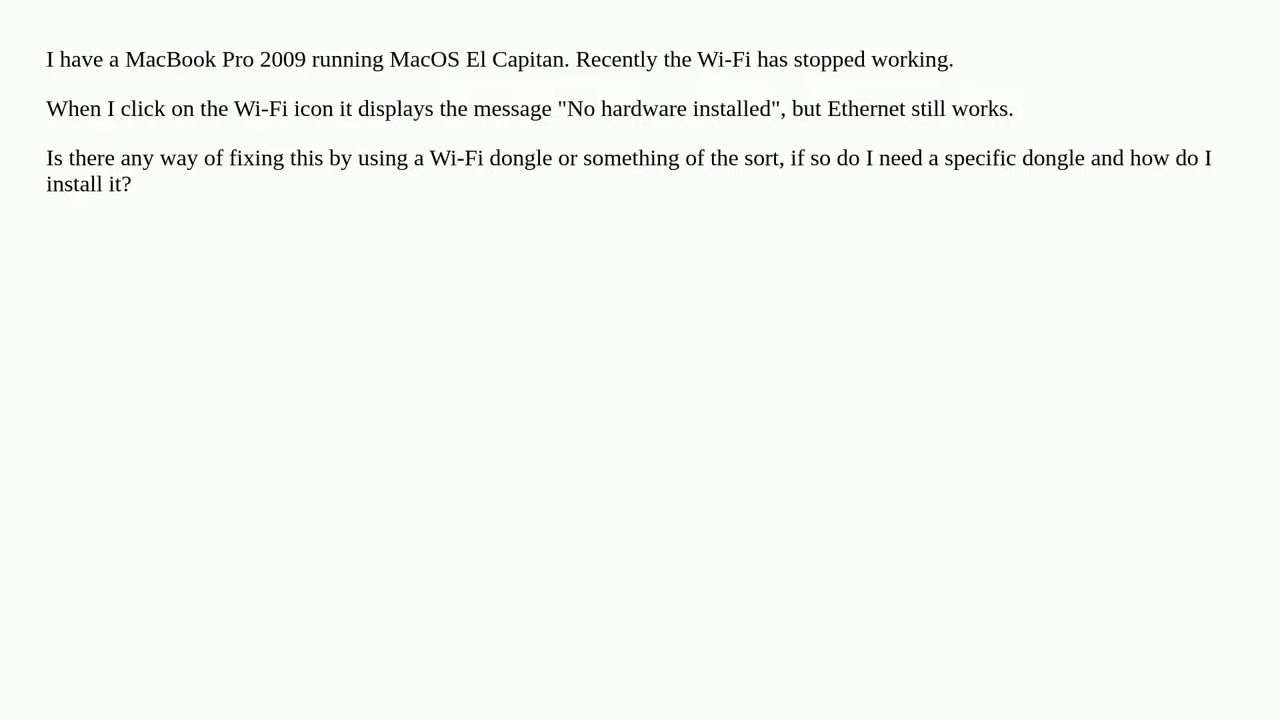 I have a MacBook Pro 2009 running MacOS El Capitan. Recently the Wi-Fi has stopped working.
When I click on the Wi-Fi icon it displays the message "No hardware installed", but Ethernet still works.
Is there any way of fixing this by using a Wi-Fi dongle or something of the sort, if so do I need a specific dongle and how do I
install it?